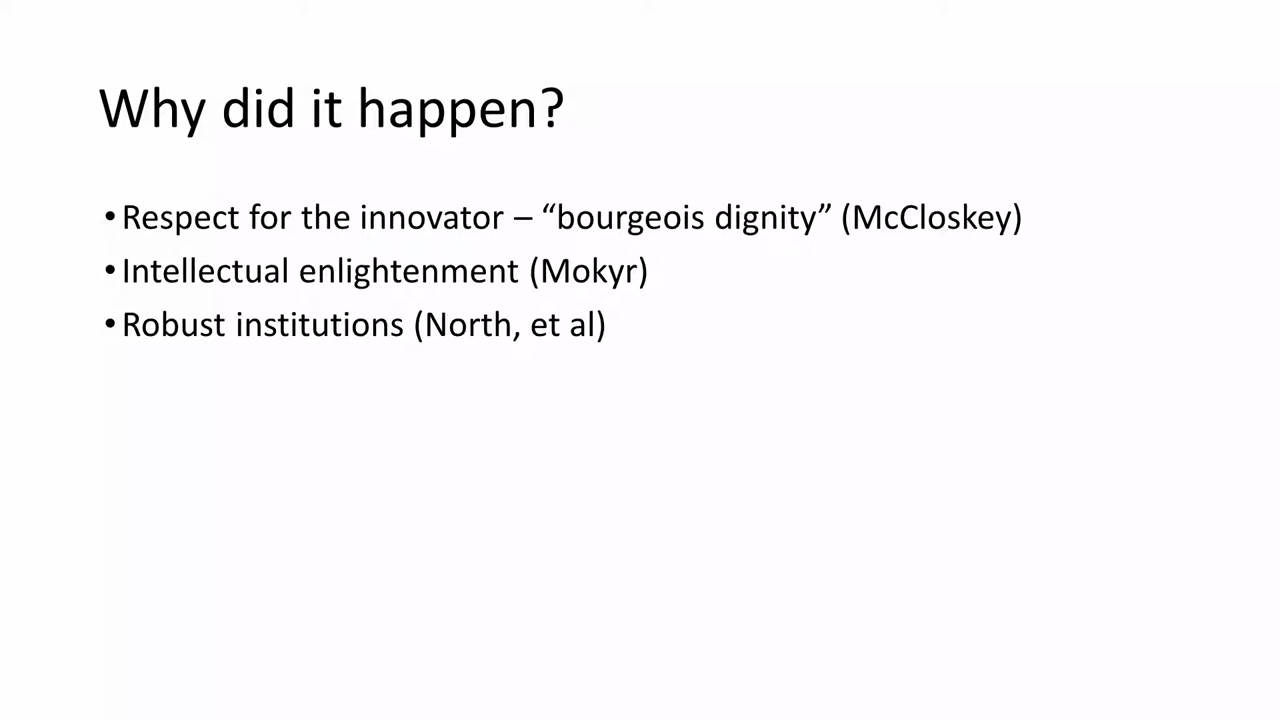 Why did it happen?
•Respect for the innovator – “bourgeois dignity” (McCloskey)
•Intellectual enlightenment (Mokyr)
•Robust institutions (North, et al)